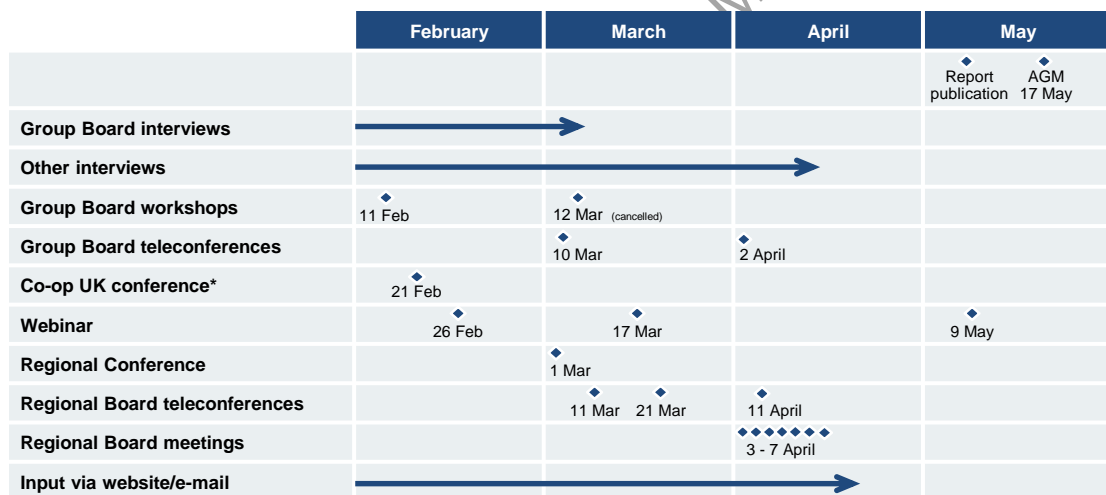 February March April May
Report AGM
publication 17 May
Group Board interviews
Other interviews
Group Board workshops
11 Feb 12 Mar (cancelled)
Group Board teleconferences
10 Mar 2 April
Co-op UK conference*
21 Feb
Webinar
26 Feb 17 Mar 9 May
Regional Conference
1 Mar
Regional Board teleconferences
11 Mar 21 Mar 11 April
Regional Board meetings
3 - 7 April
Input via website/e-mail